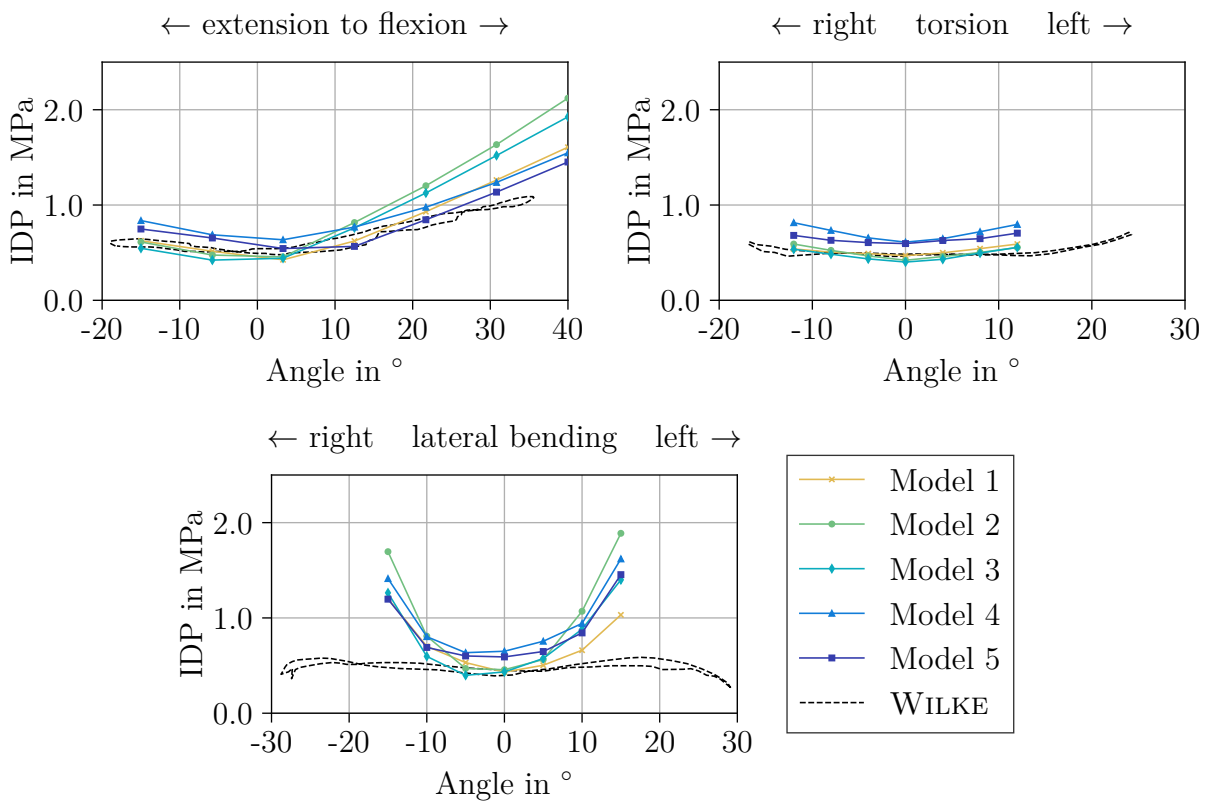 ← extension to flexion →
IDP in MPa
2.0
1.0
0.0
-20 -10 0 10 20 30 40
Angle in °
← right torsion left →
IDP in MPa
2.0
1.0
0.0
-20 -10 0 10 20 30
Angle in °
← right lateral bending left →
IDP in MPa
2.0
1.0
0.0
-30 -20 -10 0 10 20 30
Angle in °
Model 1
Model 2
Model 3
Model 4
Model 5
WILKE